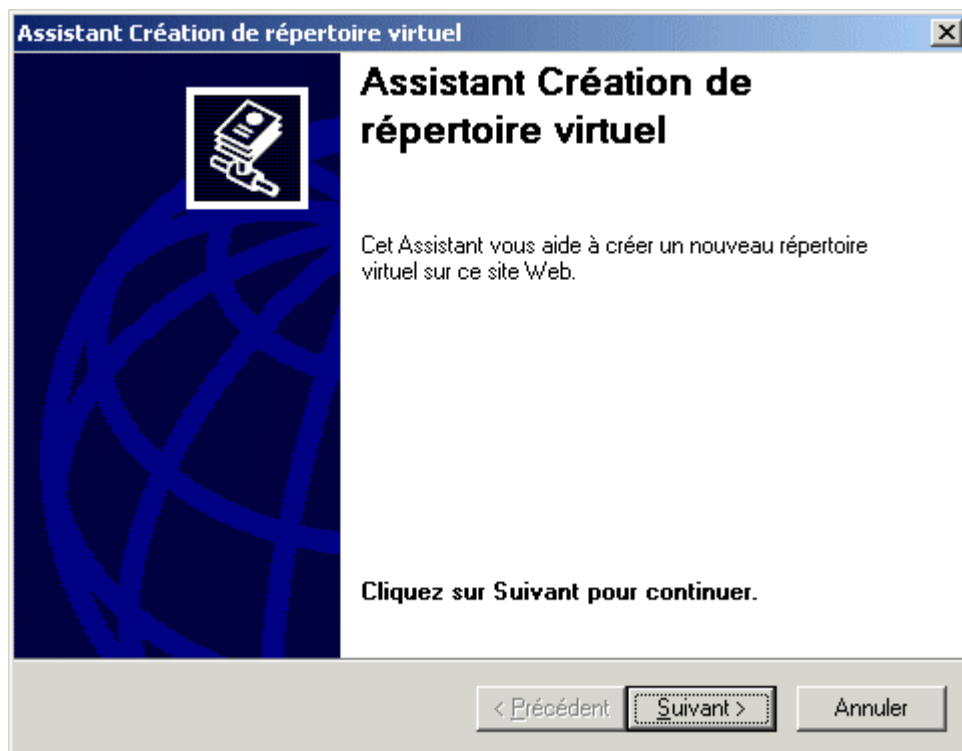 Assistant Création de répertoire virtuel
Assistant Création de
répertoire virtuel
Cet Assistant vous aide à créer un nouveau répertoire
virtuel sur ce site Web.
Cliquez sur Suivant pour continuer.
< Précédent Suivant > Annuler